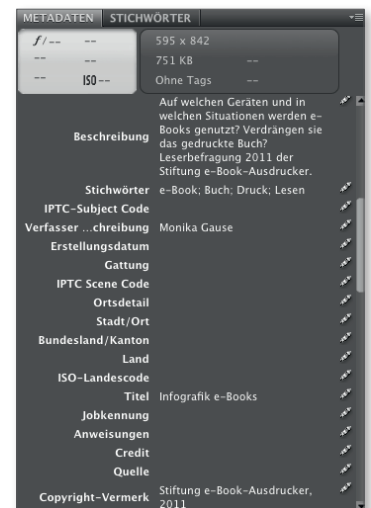 METADATEN STICHWÖRTER
f/-- --
595 x 842
-- --
751 KB --
-- ISO--
Ohne Tags --
Beschreibung Auf welchen Geräten und in
welchen Situationen werden e-
Books genutzt? Verdrängen sie
das gedruckte Buch?
Leserbefragung 2011 der
Stiftung e-Book-Ausdrucker.
Stichwörter e-Book; Buch; Druck; Lesen
IPTC-Subject Code
Verfasser ...chreibung Monika Gause
Erstellungsdatum
Gattung
IPTC Scene Code
Ortsdetail
Stadt/Ort
Bundesland/Kanton
Land
ISO-Landescode
Titel Infografik e-Books
Jobkennung
Anweisungen
Credit
Quelle
Copyright-Vermerk Stiftung e-Book-Ausdrucker,
2011